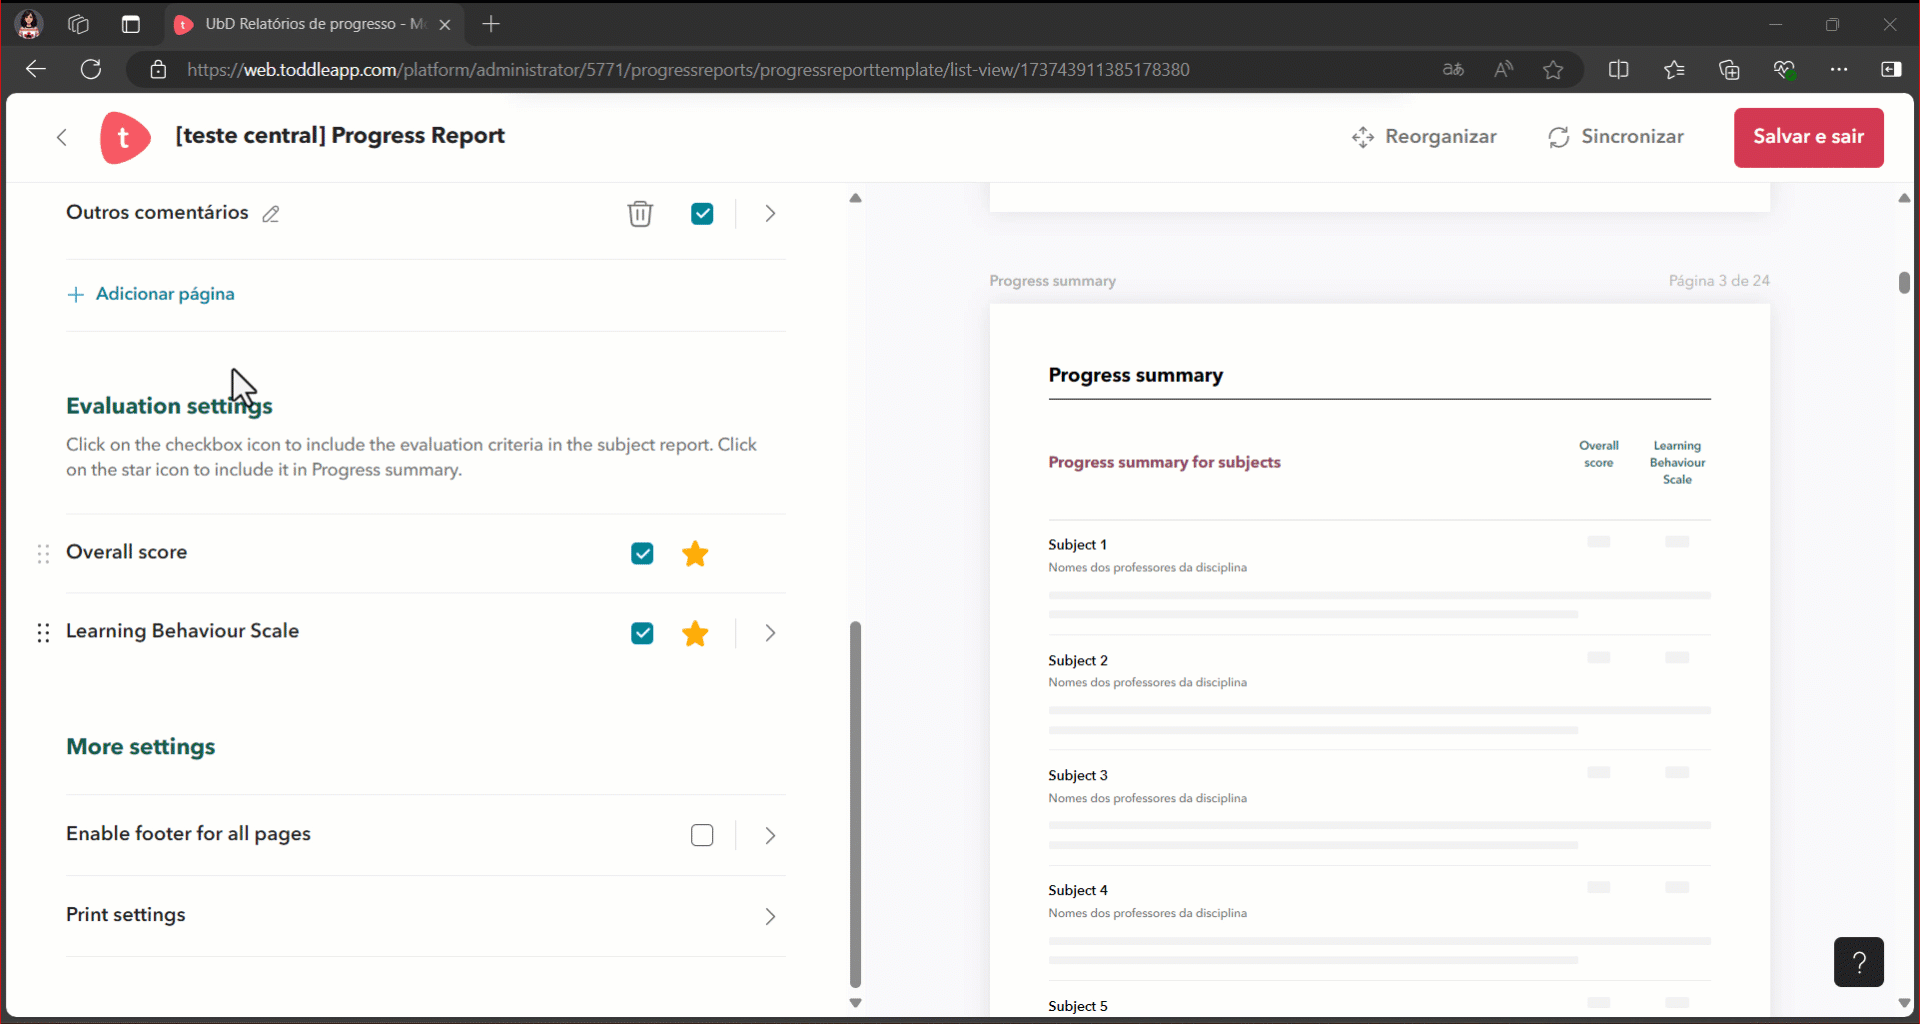 UbD Relatórios de progresso - Mo
https://web.toddleapp.com/platform/administrator/5771/progressreports/progressreporttemplate/list-view/173743911385178380
t
[teste central] Progress Report
Reorganizar
Sincronizar
Salvar e sair
Outros comentários
+ Adicionar página
Evaluation settings
Click on the checkbox icon to include the evaluation criteria in the subject report. Click
on the star icon to include it in Progress summary.
Overall score
Learning Behaviour Scale
More settings
Enable footer for all pages
Print settings
Progress summary
Página 3 de 24
Progress summary
Progress summary for subjects
Overall
score
Learning
Behaviour
Scale
Subject 1
Nomes dos professores da disciplina
Subject 2
Nomes dos professores da disciplina
Subject 3
Nomes dos professores da disciplina
Subject 4
Nomes dos professores da disciplina
Subject 5
?